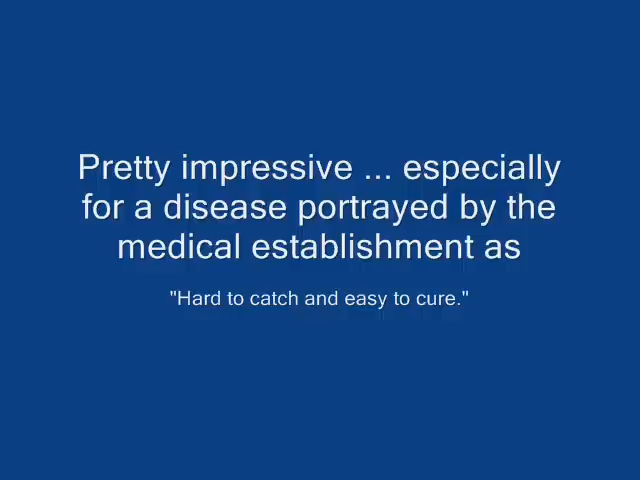 Pretty impressive ... especially
for a disease portrayed by the
medical establishment as
"Hard to catch and easy to cure."